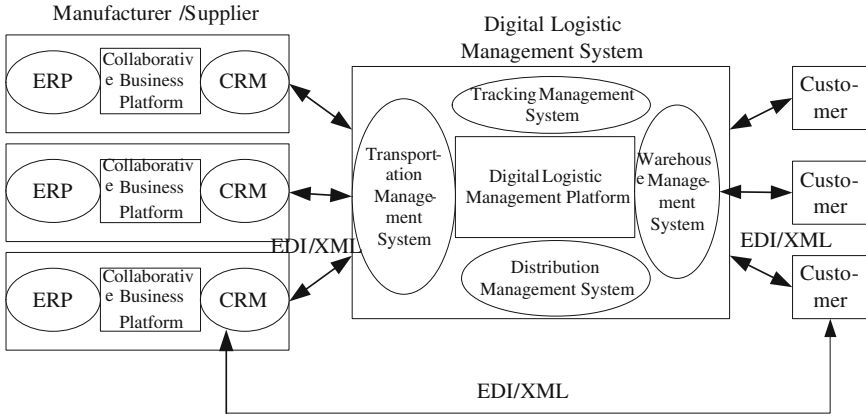 Manufacturer /Supplier
Digital Logistic
Management System
ERP
Collaborativ
e Business
Platform
CRM
ERP
Collaborativ
e Business
Platform
CRM
ERP
Collaborativ
e Business
Platform
CRM
EDI/XML
Tracking Management
System
Transport-
ation
Manage-
ment
System
Digital Logistic
Management Platform
Warehous
e Manage-
ment
System
Distribution
Management System
Custo-
mer
Custo-
mer
EDI/XML
Custo-
mer
EDI/XML